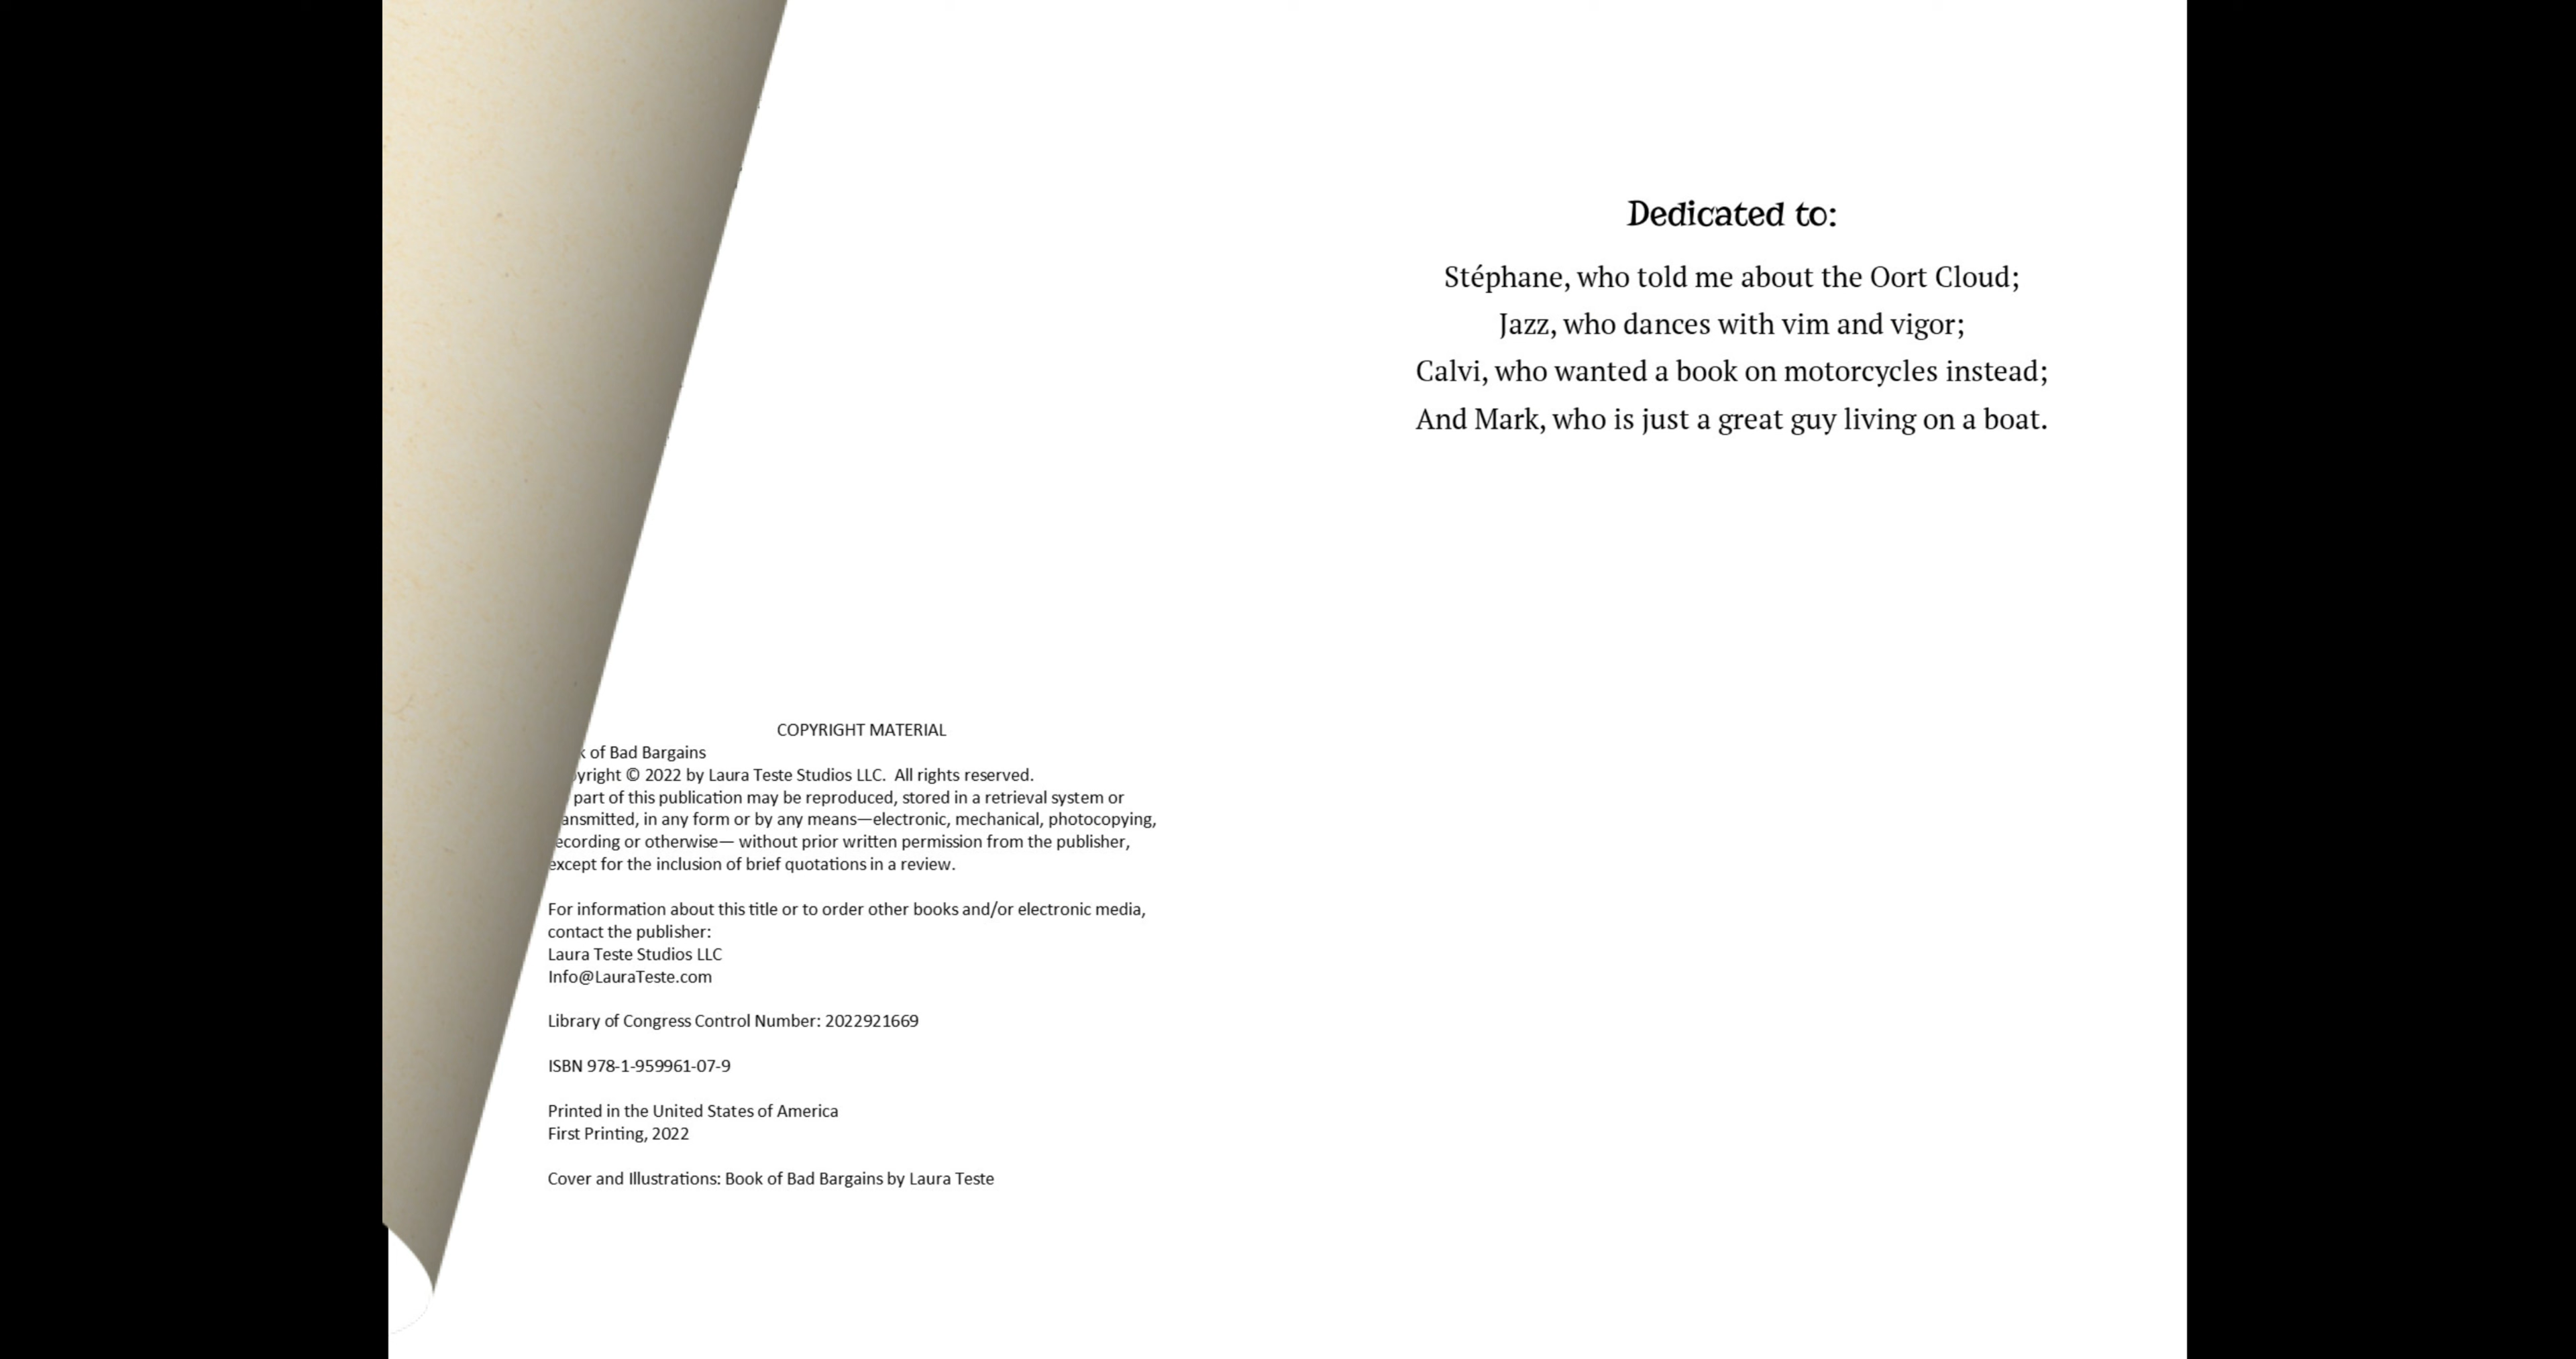 COPYRIGHT MATERIAL
of Bad Bargains
© 2022 by Laura Teste Studios LLC.  All rights reserved.
part of this publication may be reproduced, stored in a retrieval system or
ansmitted, in any form or by any means—electronic, mechanical, photocopying,
ecording or otherwise— without prior written permission from the publisher,
except for the inclusion of brief quotations in a review.
For information about this title or to order other books and/or electronic media,
contact the publisher:
Laura Teste Studios LLC
Info@LauraTeste.com
Library of Congress Control Number: 2022921669
ISBN 978-1-959961-07-9
Printed in the United States of America
First Printing, 2022
Cover and Illustrations: Book of Bad Bargains by Laura Teste
Dedicated to:
Stéphane, who told me about the Oort Cloud;
Jazz, who dances with vim and vigor;
Calvi, who wanted a book on motorcycles instead;
And Mark, who is just a great guy living on a boat.